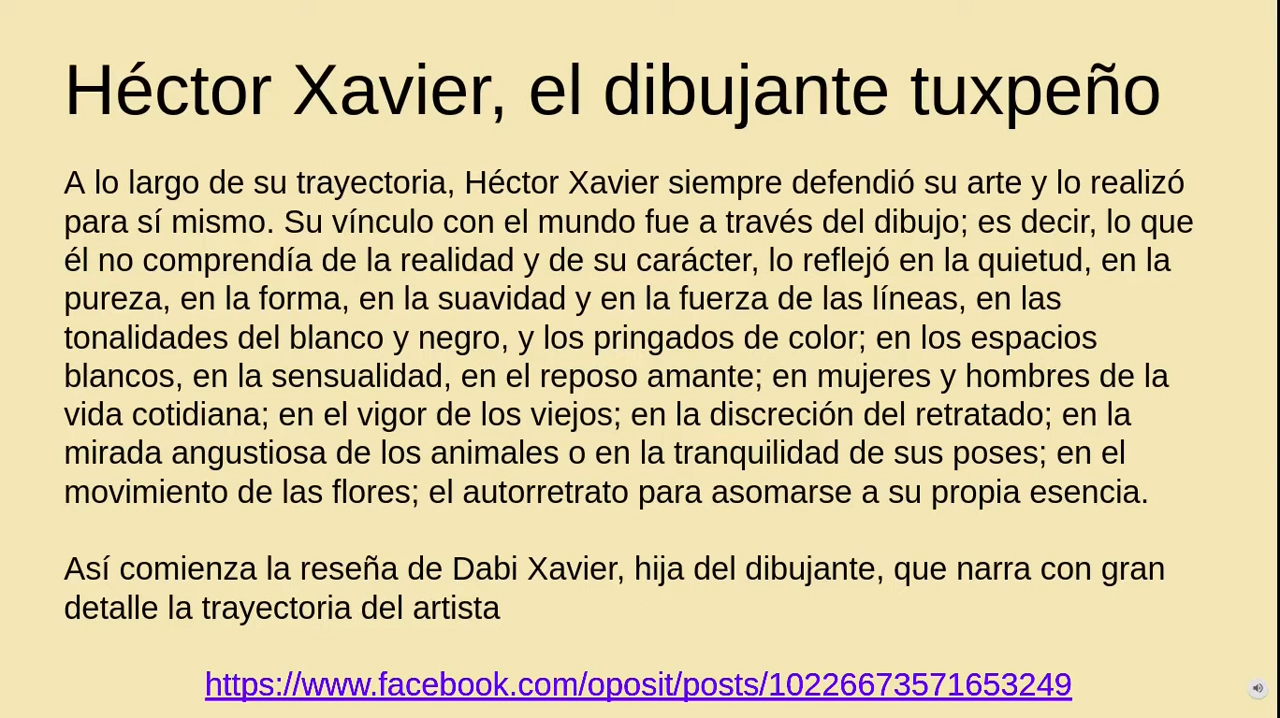 Héctor Xavier, el dibujante tuxpeño
A lo largo de su trayectoria, Héctor Xavier siempre defendió su arte y lo realizó
para sí mismo. Su vínculo con el mundo fue a través del dibujo; es decir, lo que
él no comprendía de la realidad y de su carácter, lo reflejó en la quietud, en la
pureza, en la forma, en la suavidad y en la fuerza de las líneas, en las
tonalidades del blanco y negro, y los pringados de color; en los espacios
blancos, en la sensualidad, en el reposo amante; en mujeres y hombres de la
vida cotidiana; en el vigor de los viejos; en la discreción del retratado; en la
mirada angustiosa de los animales o en la tranquilidad de sus poses; en el
movimiento de las flores; el autorretrato para asomarse a su propia esencia.
Así comienza la reseña de Dabi Xavier, hija del dibujante, que narra con gran
detalle la trayectoria del artista
https://www.facebook.com/oposit/posts/10226673571653249